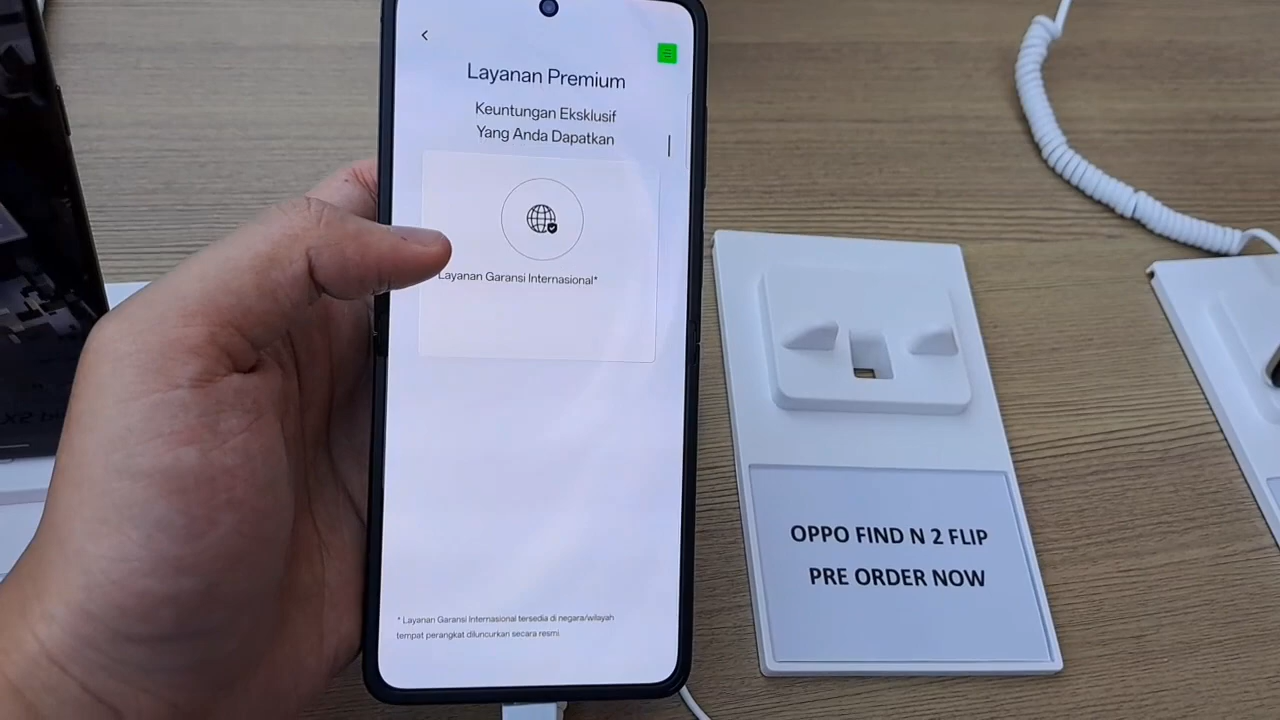 Layanan Premium
Keuntungan Eksklusif
Yang Anda Dapatkan
Layanan Garansi Internasional*
* Layanan Garansi Internasional tersedia di negara/wilayah
tempat perangkat diluncurkan secara resmi.
OPPO FIND N 2 FLIP
PRE ORDER NOW